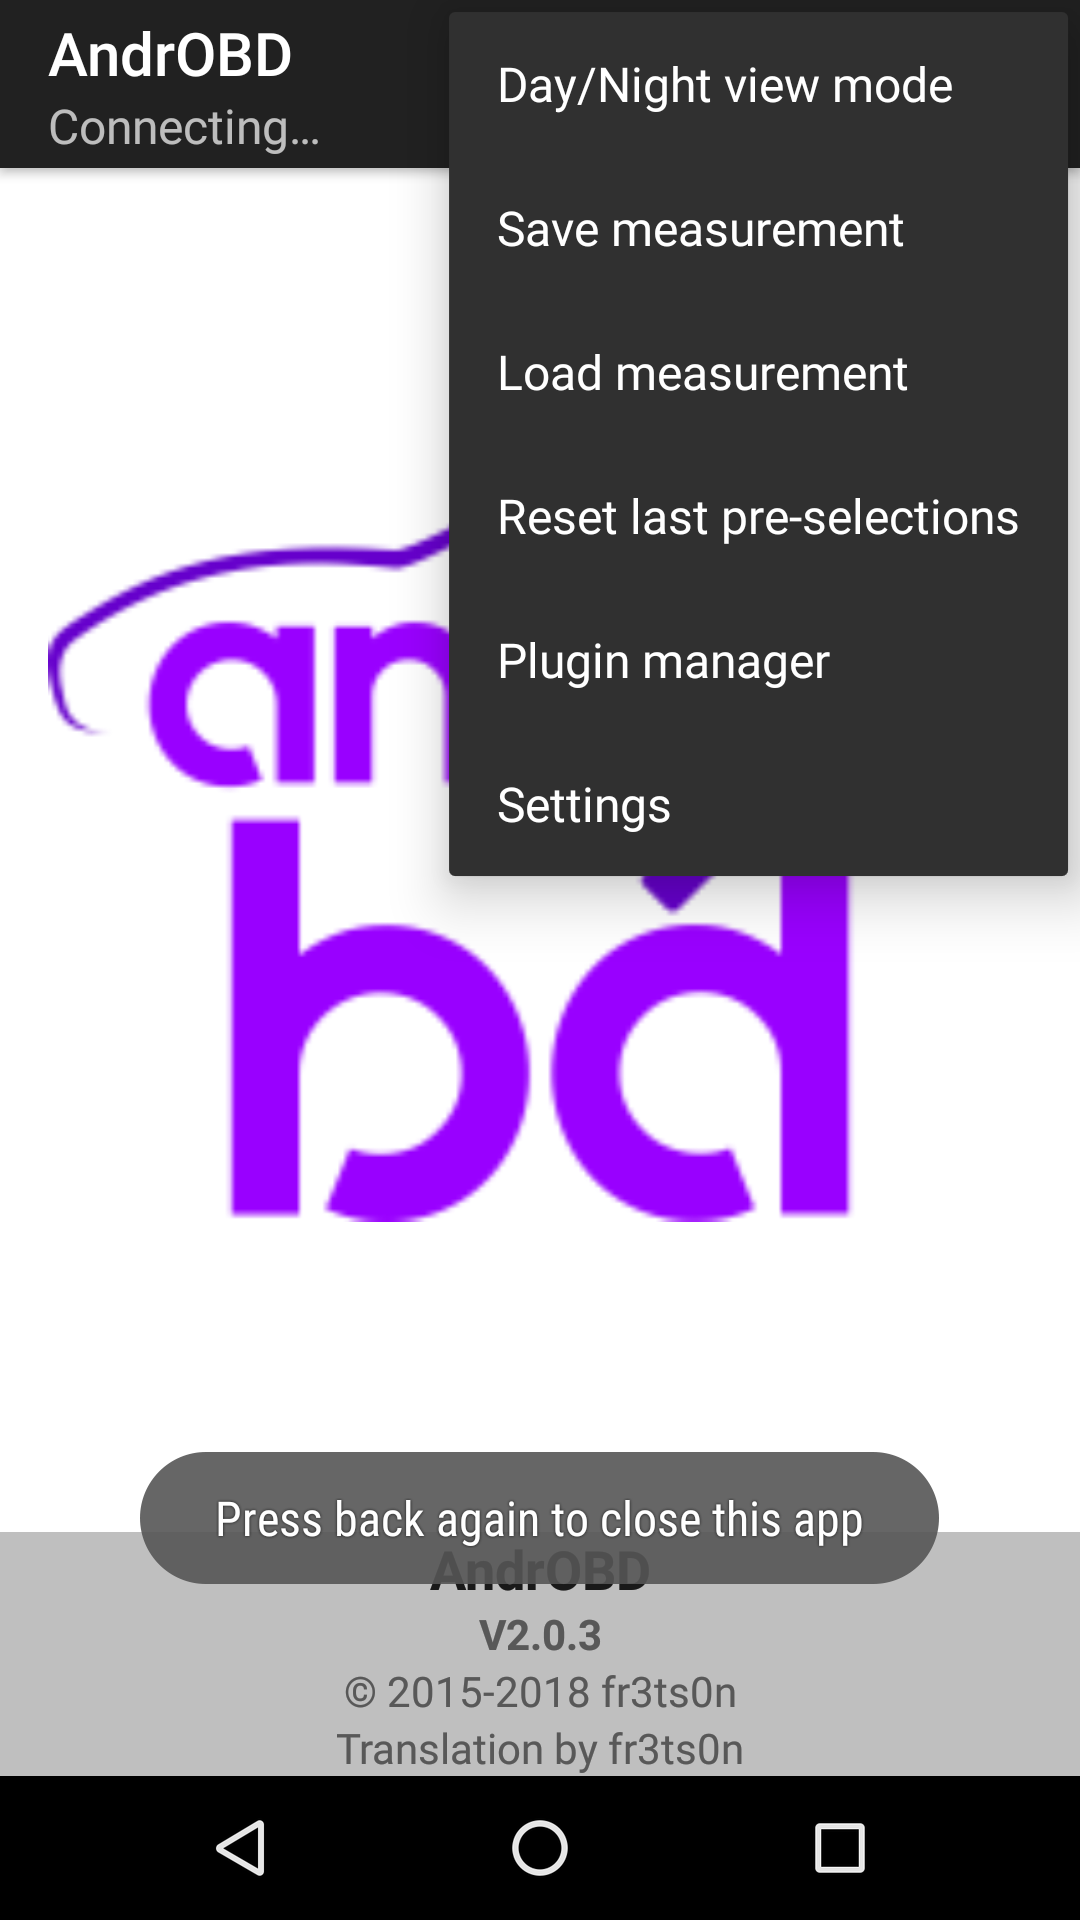 AndrOBD
Connecting...
Day/Night view mode
Save measurement
Load measurement
Reset last pre-selections
Plugin manager
Settings
an
bd
Press back again to close this app
AndrOBD
V2.0.3
© 2015-2018 fr3ts0n
Translation by fr3ts0n